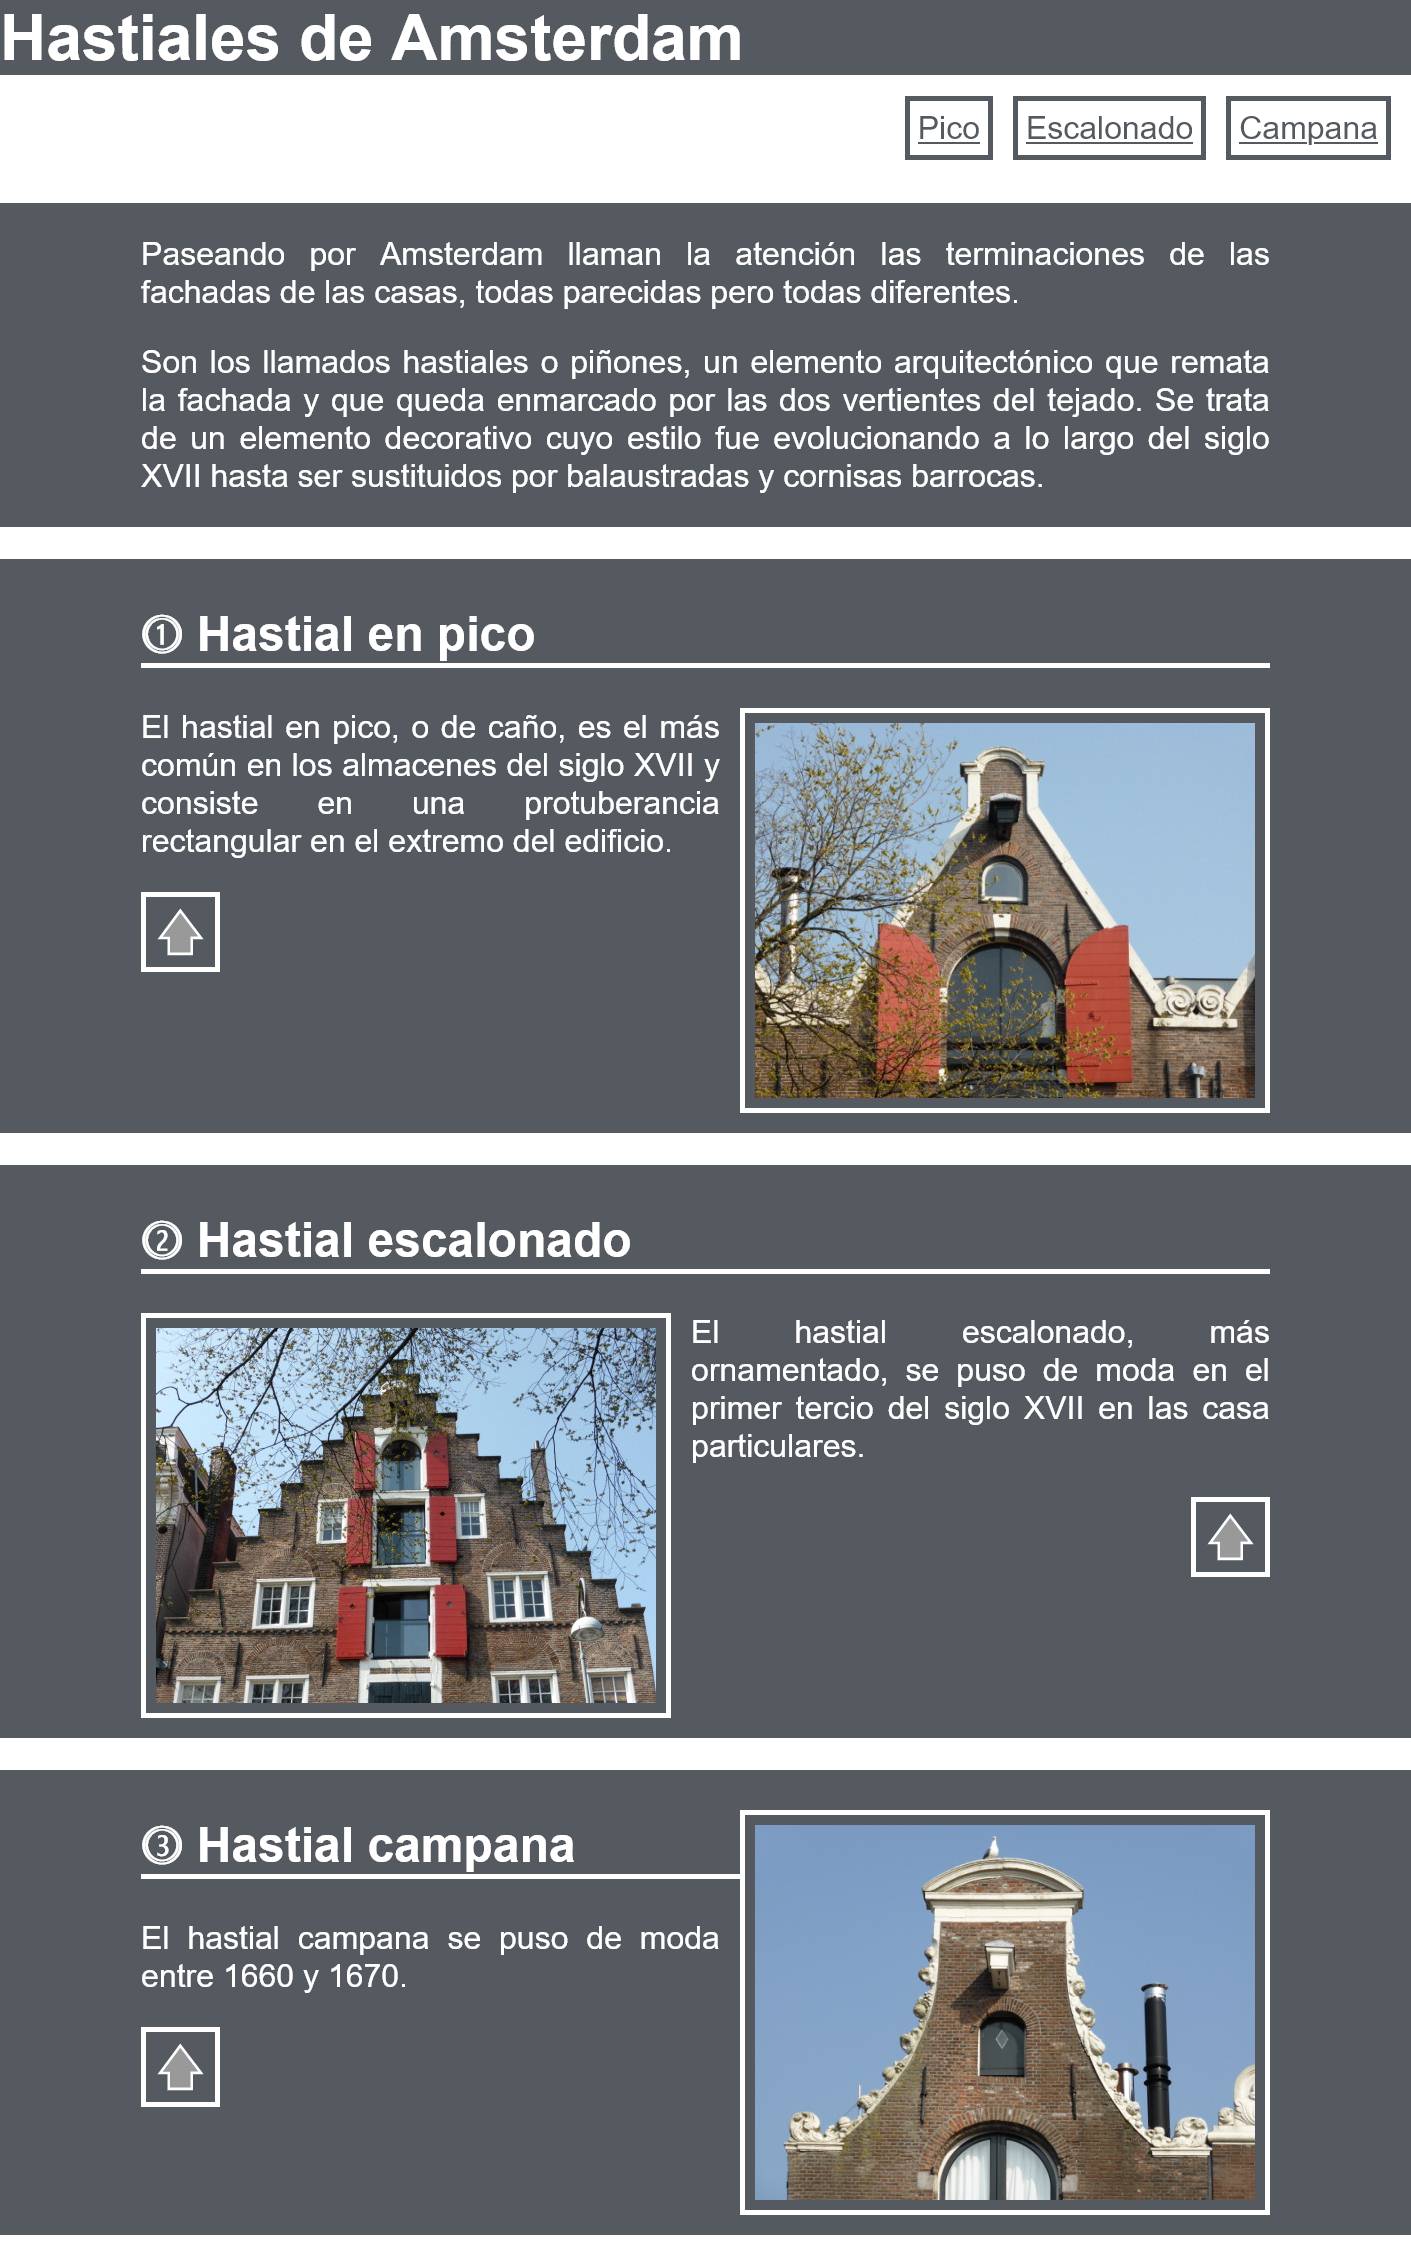 Hastiales de Amsterdam
Pico
Escalonado
Campana
Paseando por Amsterdam llaman la atención las terminaciones de las
fachadas de las casas, todas parecidas pero todas diferentes.
Son los llamados hastiales o piñones, un elemento arquitectónico que remata
la fachada y que queda enmarcado por las dos vertientes del tejado. Se trata
de un elemento decorativo cuyo estilo fue evolucionando a lo largo del siglo
XVII hasta ser sustituidos por balaustradas y cornisas barrocas.
① Hastial en pico
El hastial en pico, o de caño, es el más
común en los almacenes del siglo XVII y
consiste en una protuberancia
rectangular en el extremo del edificio.
② Hastial escalonado
El hastial escalonado, más
ornamentado, se puso de moda en el
primer tercio del siglo XVII en las casa
particulares.
③ Hastial campana
El hastial campana se puso de moda
entre 1660 y 1670.